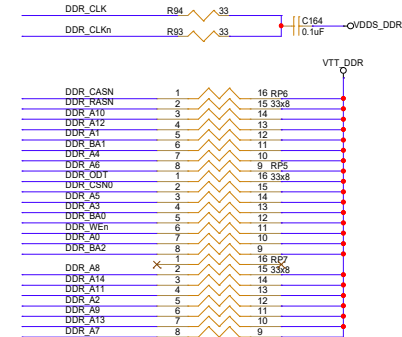 DDR_CLK R94 33
C164
0.1uF VDDS_DDR
DDR_CLKn R93 33
VTT_DDR
DDR_CASN 1 16 RP6
DDR_RASN 2 15 33x8
DDR_A10 3 14
DDR_A12 4 13
DDR_A1 5 12
DDR_BA1 6 11
DDR_A4 7 10
DDR_A6 8 9 RP5
DDR_ODT 1 16 33x8
DDR_CSN0 2 15
DDR_A5 3 14
DDR_A3 4 13
DDR_BA0 5 12
DDR_WEn 6 11
DDR_A0 7 10
DDR_BA2 8 9
1 16 RP7
DDR_A8 2 15 33x8
DDR_A14 3 14
DDR_A11 4 13
DDR_A2 5 12
DDR_A9 6 11
DDR_A13 7 10
DDR_A7 8 9